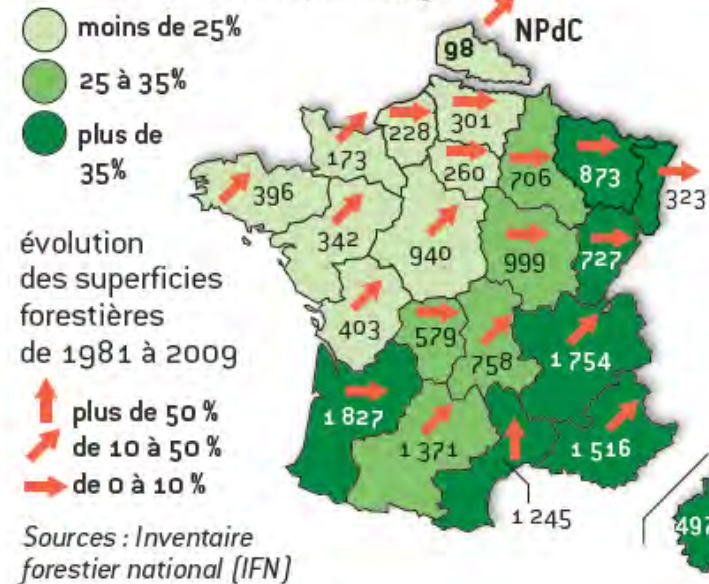 moins de 25%
25 à 35%
plus de
35%
NPdC
98
228
301
173
260
706
873
323
396
342
940
999
727
403
579
758
1 754
1 827
1 371
1 516
1 245
497
évolution
des superficies
forestières
de 1981 à 2009
plus de 50 %
de 10 à 50 %
de 0 à 10 %
Sources : Inventaire
forestier national (IFN)